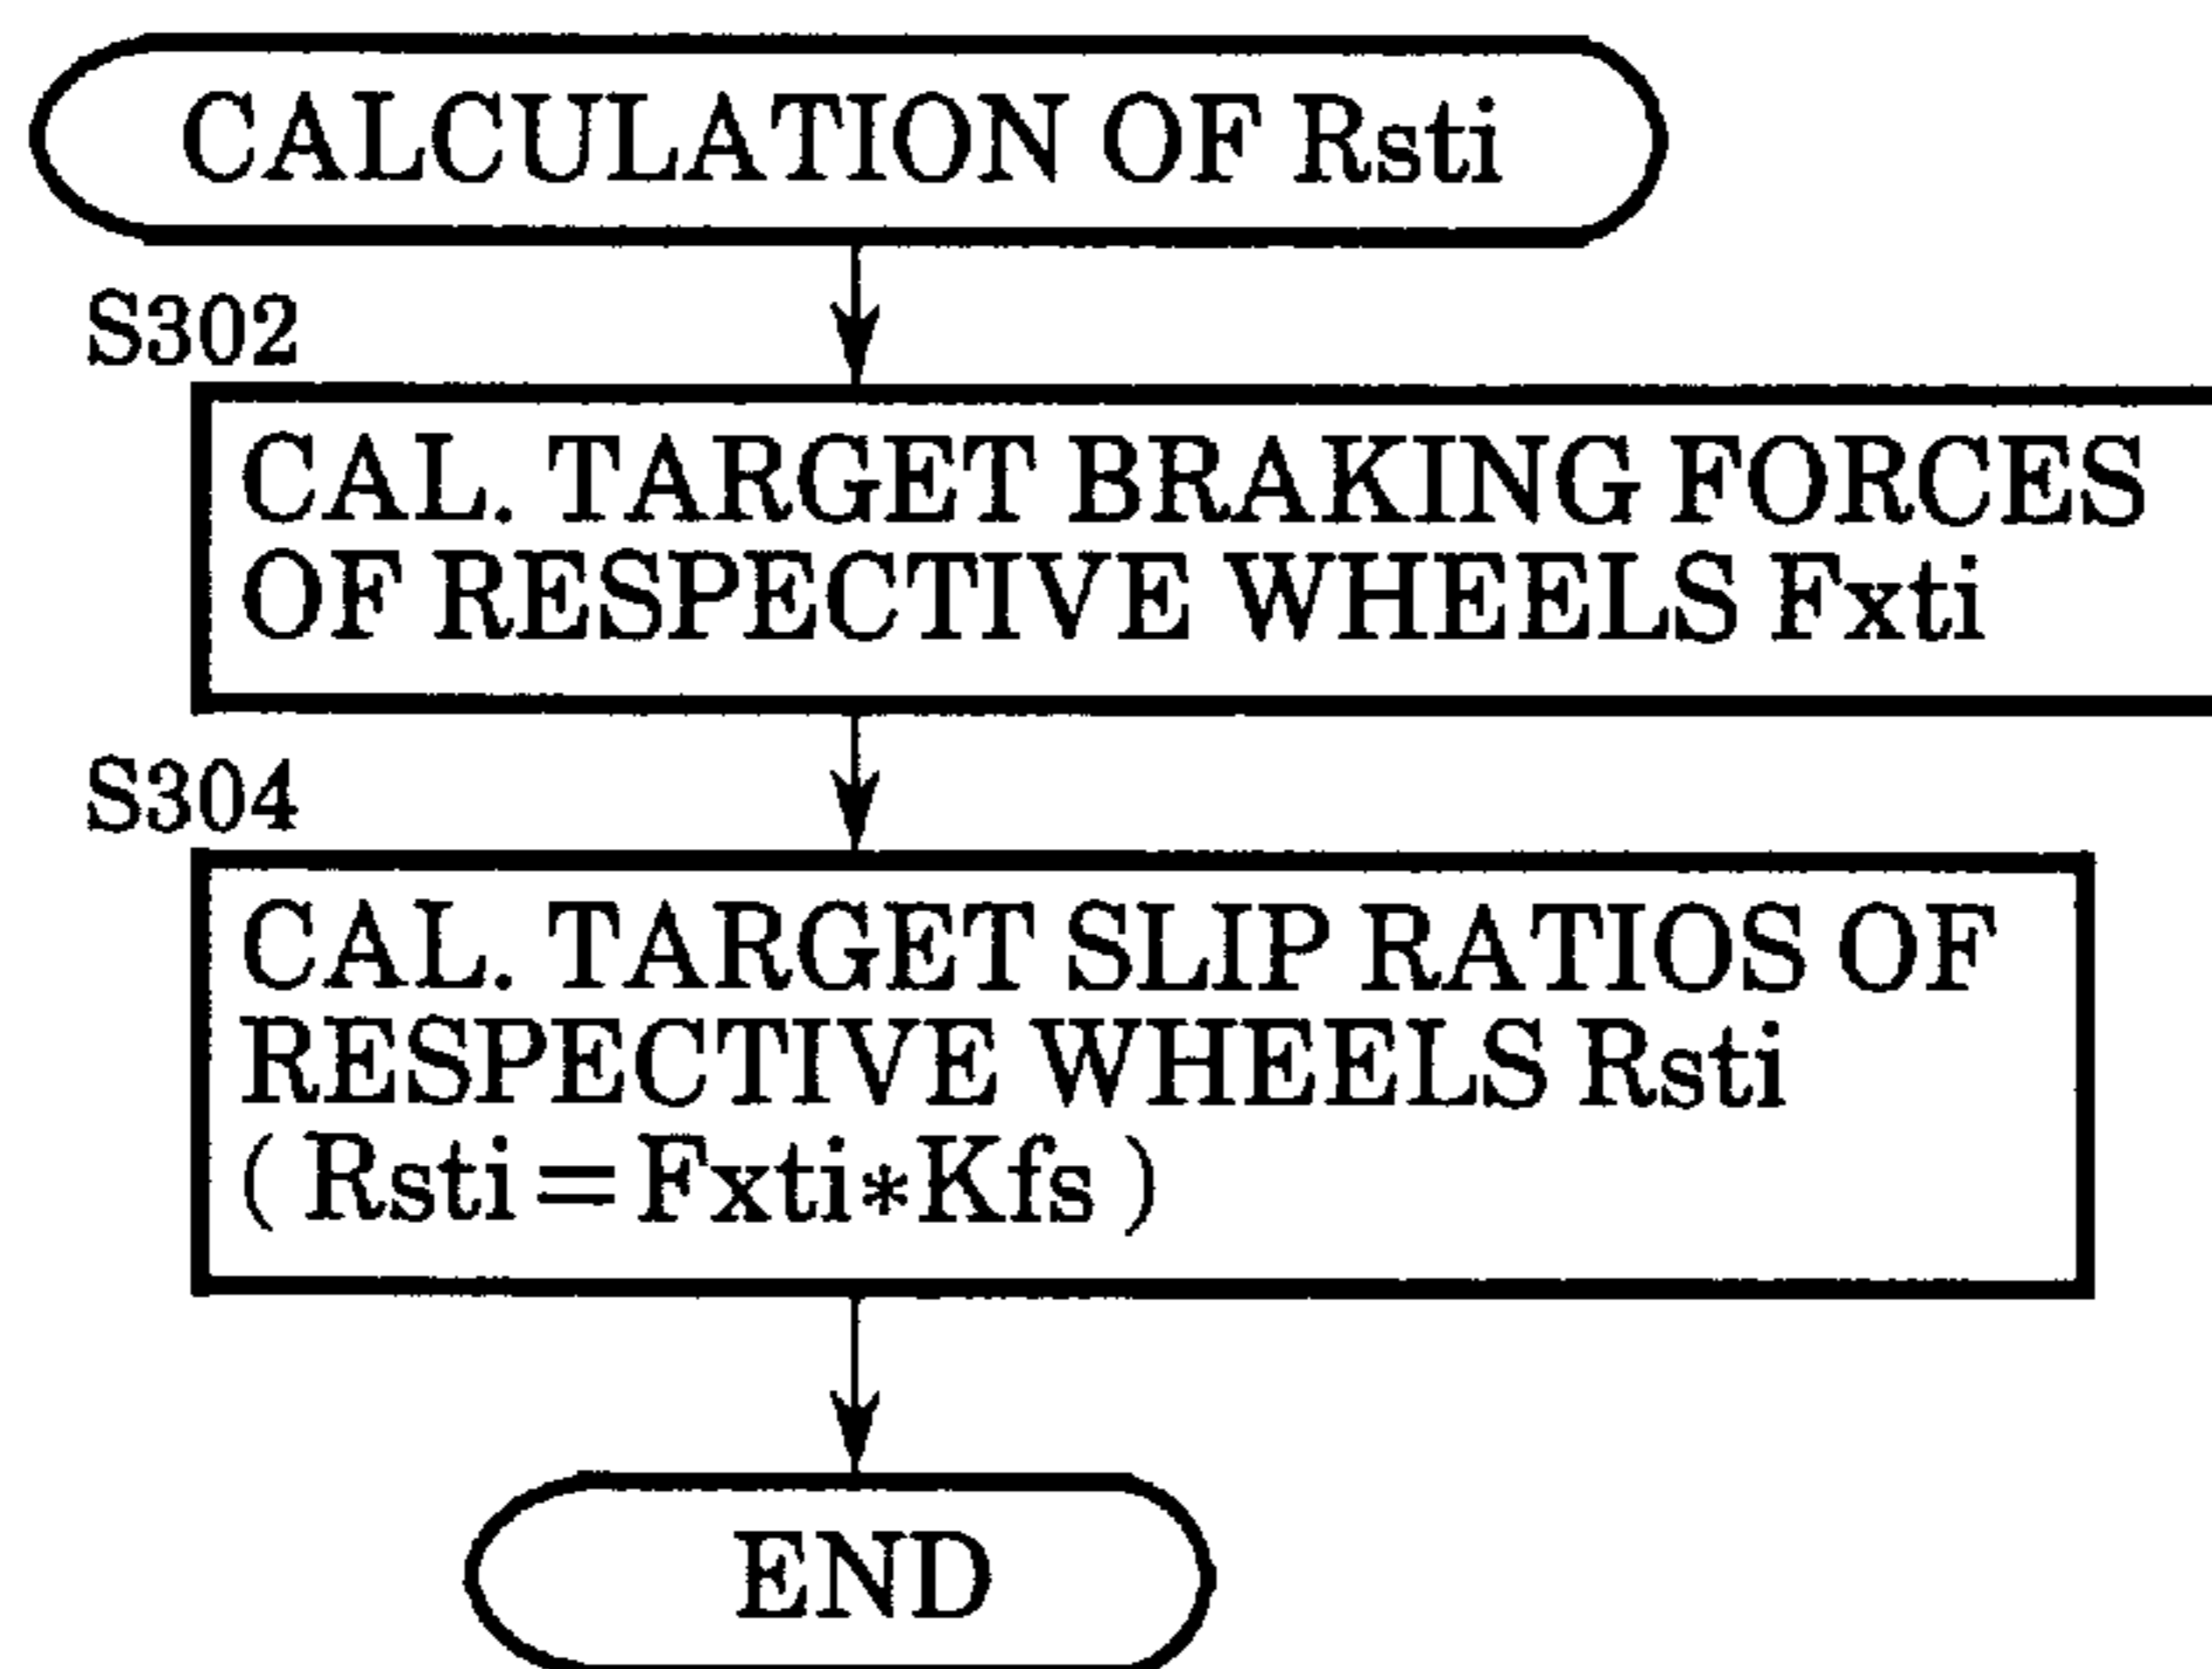 CALCULATION OF Rsti
S302
CAL. TARGET BRAKING FORCES
OF RESPECTIVE WHEELS Fxti
S304
CAL. TARGET SLIP RATIOS OF
RESPECTIVE WHEELS Rsti
( Rsti=Fxti*Kfs )
END